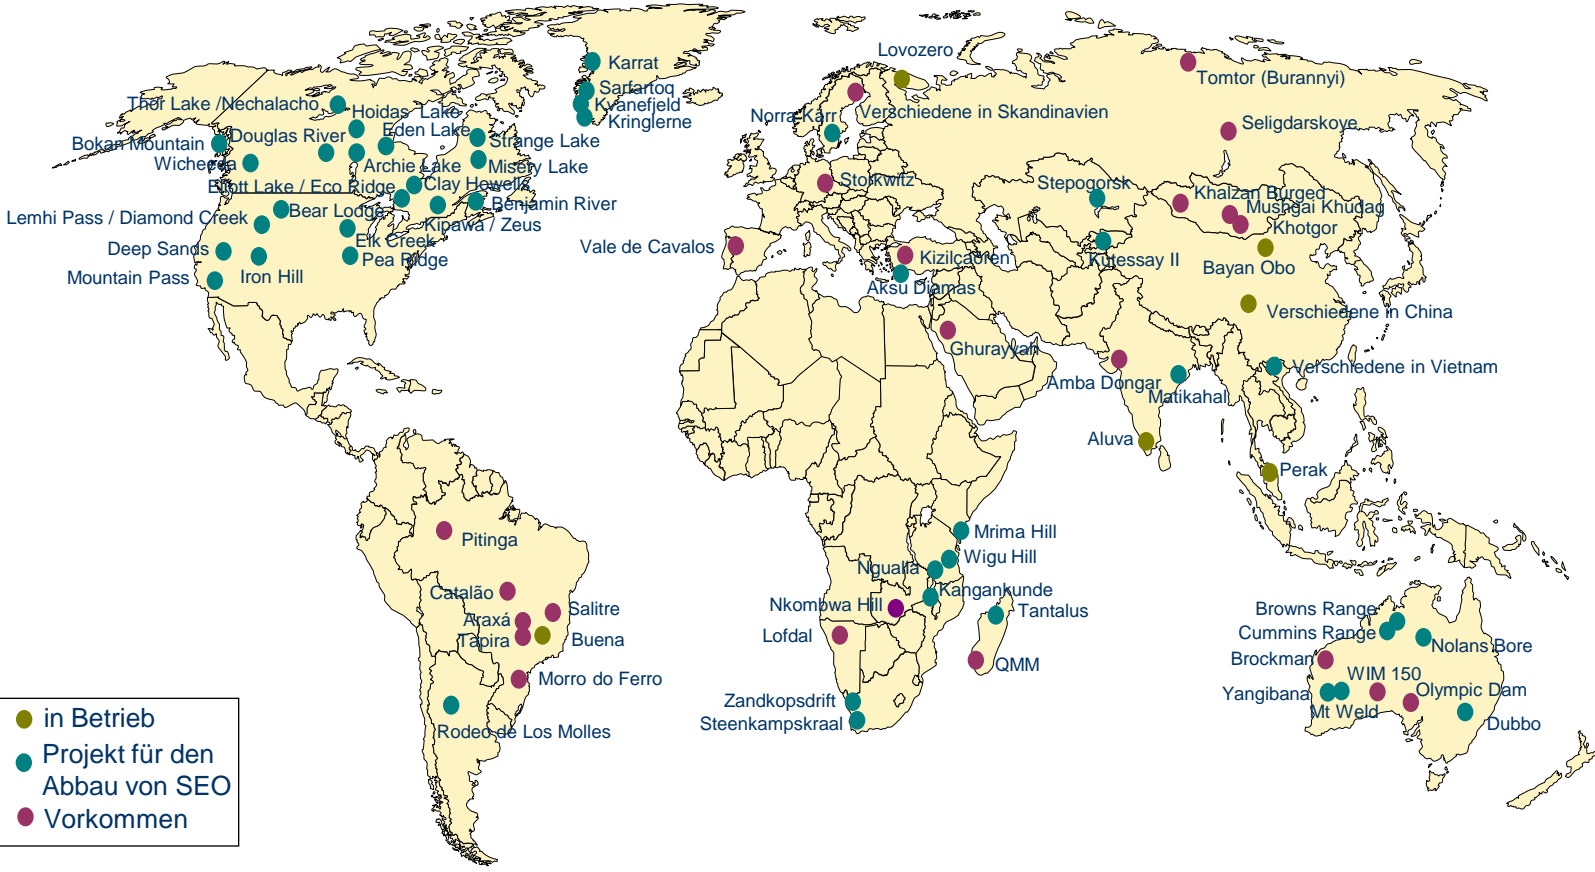 Lovozero
Karrat
Tomtor (Burannyi)
Sarfartoq
Thor Lake /Nechalacho
Kvanefjeld
Hoidas Lake
Verschiedene in Skandinavien
Norra Kärr
Kringlerne
Seligdarskoye
Eden Lake
Douglas River
Strange Lake
Bokan Mountain
Wicheeda
Archie Lake
Misery Lake
Storkwitz
Stepogorsk
Elliott Lake / Eco Ridge
Clay Howells
Khalzan Burged
Benjamin River
Mushgai Khudag
Lemhi Pass / Diamond Creek
Bear Lodge
Kipawa / Zeus
Khotgor
Elk Creek
Deep Sands
Vale de Cavalos
Pea Ridge
Kizilcaören
Kutessay II
Bayan Obo
Mountain Pass
Iron Hill
Aksu Diamas
Verschiedene in China
Ghurayyah
Verschiedene in Vietnam
Amba Dongar
Matikahal
Aluva
Perak
Pitinga
Mrima Hill
Wigu Hill
Ngualla
Catalão
Kangankunde
Nkombwa Hill
Salitre
Tantalus
Browns Range
Araxá
Cummins Range
Tapira
Buena
Lofdal
Nolans Bore
Brockman
QMM
WIM 150
Morro do Ferro
Yangibana
Olympic Dam
Zandkopsdrift
Mt Weld
Steenkampskraal
Dubbo
Rodeo de Los Molles
in Betrieb
Projekt für den
Abbau von SEO
Vorkommen